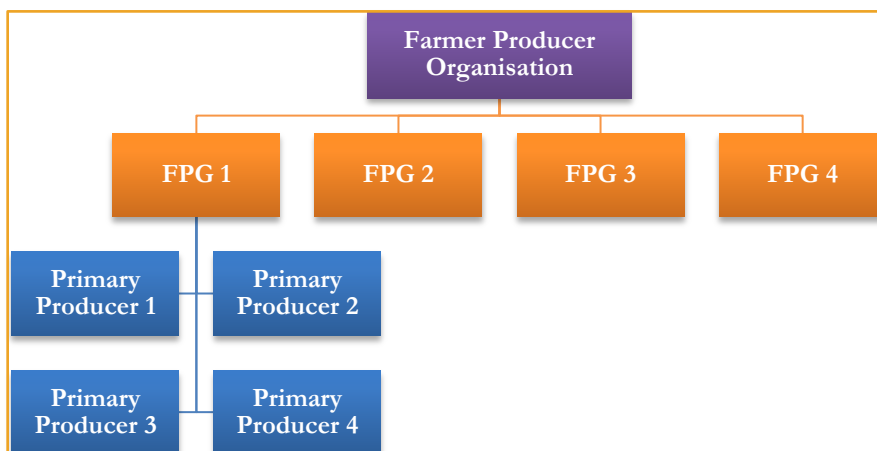 Farmer Producer
Organisation
FPG 1
FPG 2
FPG 3
FPG 4
Primary
Producer 1
Primary
Producer 2
Primary
Producer 3
Primary
Producer 4